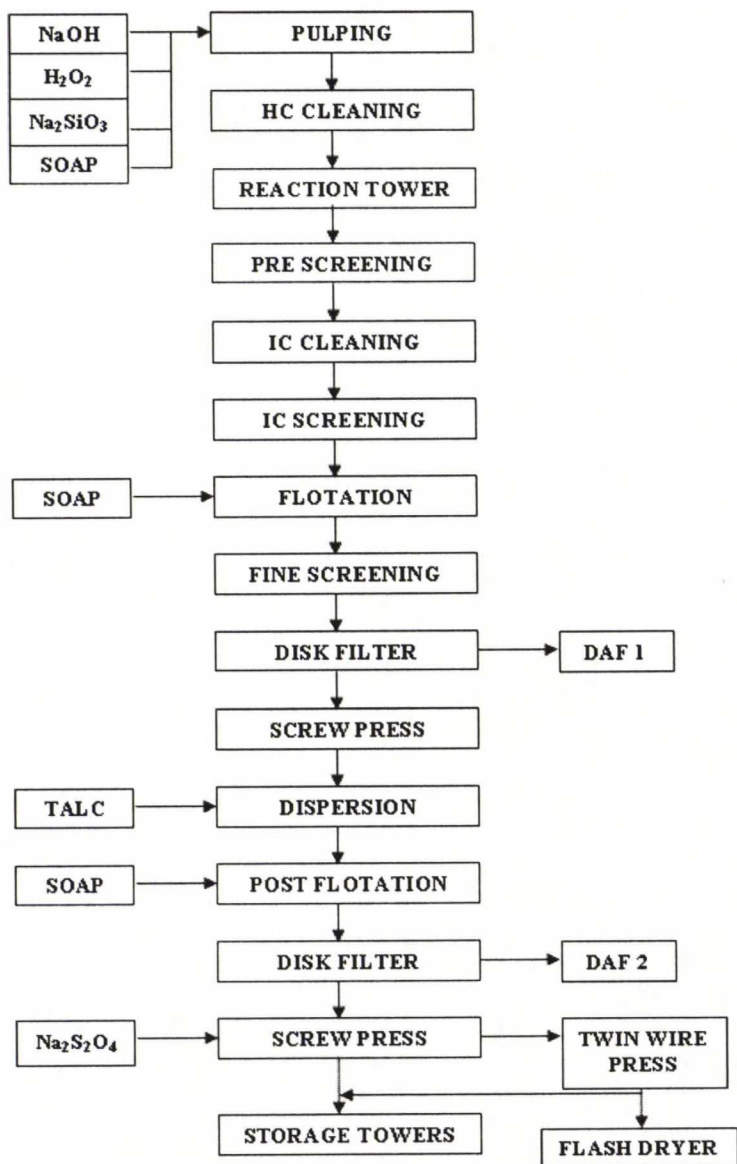 NaOH
PULPING
H₂O₂
HC CLEANING
Na₂SiO₃
SOAP
REACTION TOWER
PRE SCREENING
IC CLEANING
IC SCREENING
SOAP
FLOTATION
FINE SCREENING
DISK FILTER
DAF 1
SCREW PRESS
TALC
DISPERSION
SOAP
POST FLOTATION
DISK FILTER
DAF 2
Na₂S₂O₄
SCREW PRESS
TWIN WIRE
PRESS
STORAGE TOWERS
FLASH DRYER